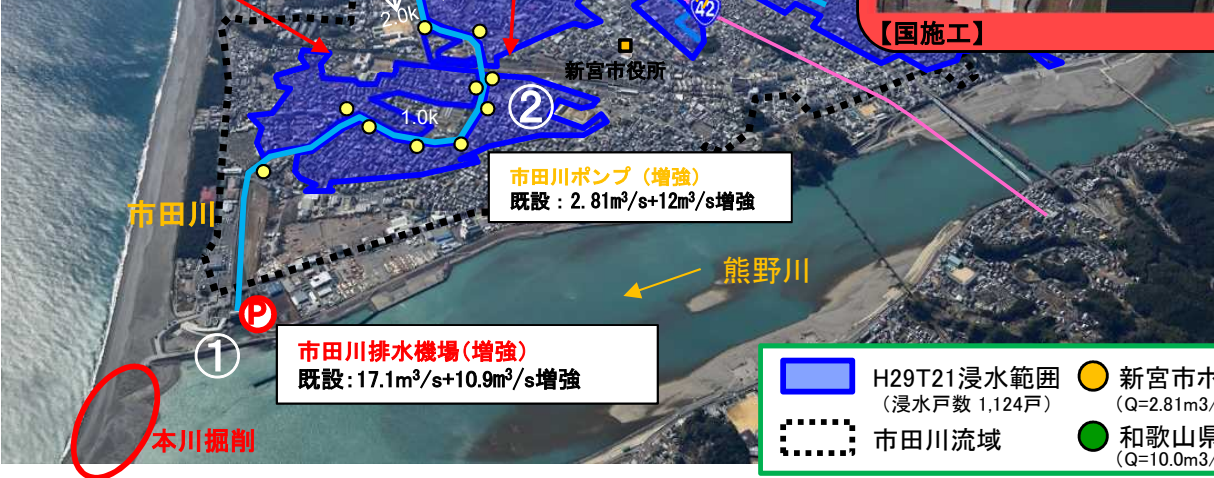 2.0k
42
【国施工】
新宮市役所
1.0k
②
市田川ポンプ（増強）
既設：2.81m³/s+12m³/s増強
市田川
熊野川
P
①
市田川排水機場(増強)
既設：17.1m³/s+10.9m³/s増強
本川掘削
H29T21浸水範囲
（浸水戸数 1,124戸）
市田川流域
新宮市ポ
(Q=2.81m3/
和歌山県
(Q=10.0m3/